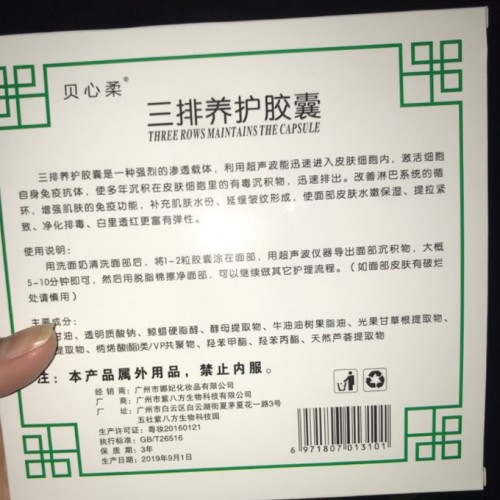 贝心柔®
三排养护胶囊
THREE ROWS MAINTAINS THE CAPSULE
三排养护胶囊是一种强烈的渗透载体，利用超声波能迅速进入皮肤细胞内，激活细胞
自身免疫抗体，使多年沉积在皮肤细胞里的有毒沉积物，迅速排出。改善淋巴系统的循
环，增强肌肤的免疫功能，补充肌肤水份、延缓皱纹形成，使面部皮肤水嫩保湿、提拉紧
致、净化排毒、白里透红更富有弹性。
使用说明：
用洗面奶清洗面部后，将1-2粒胶囊涂在面部，用超声波仪器导出面部沉积物，大概
5-10分钟即可，然后用脱脂棉擦净面部，可以继续做其它护理流程。（如面部皮肤有破烂
处请慎用）
主要成分：
甘油、透明质酸钠、鲸蜡硬脂醇、酵母提取物、牛油油树果脂油、光果甘草根提取物、
提取物、丙烯酸(酯)类/VP共聚物、羟苯甲酯、羟苯丙酯、天然芦荟提取物
注：本产品属外用品，禁止内服。
经 销 商：广州市娜妃化妆品有限公司
厂 商：广州市紫八方生物科技有限公司
厂 址：广州市白云区白云湖街夏茅夏花一路3号
五社紫八方生物科技园
生产许可证：粤妆20160121
执行标准：GB/T26516
保 质 期：3年
生产日期：2019年9月1日
6 971807 013101